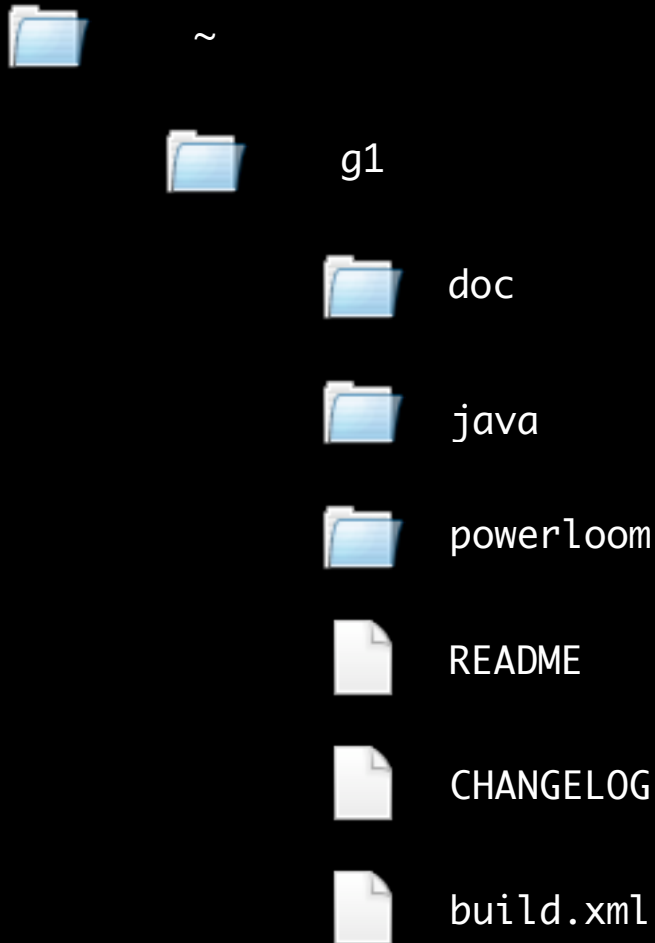 ~
g1
doc
java
powerloom
README
CHANGELOG
build.xml